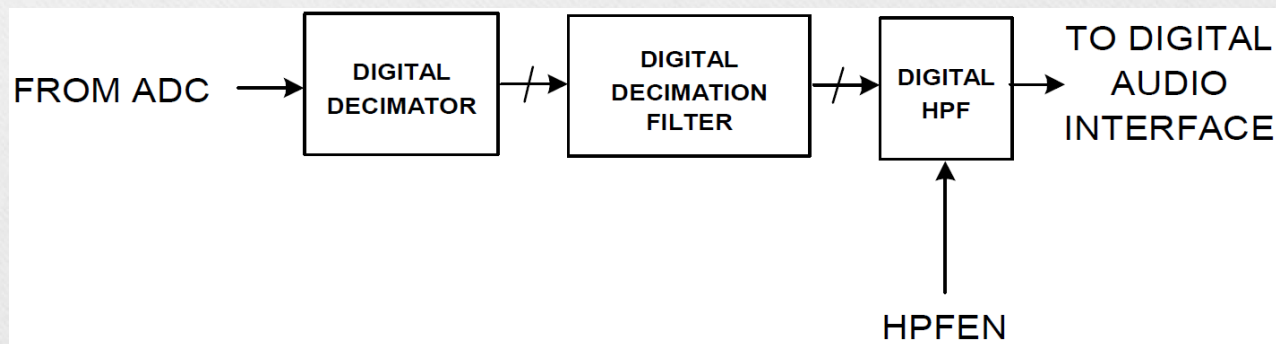 FROM ADC
DIGITAL
DECIMATOR
DIGITAL
DECIMATION
FILTER
DIGITAL
HPF
TO DIGITAL
AUDIO
INTERFACE
HPFEN